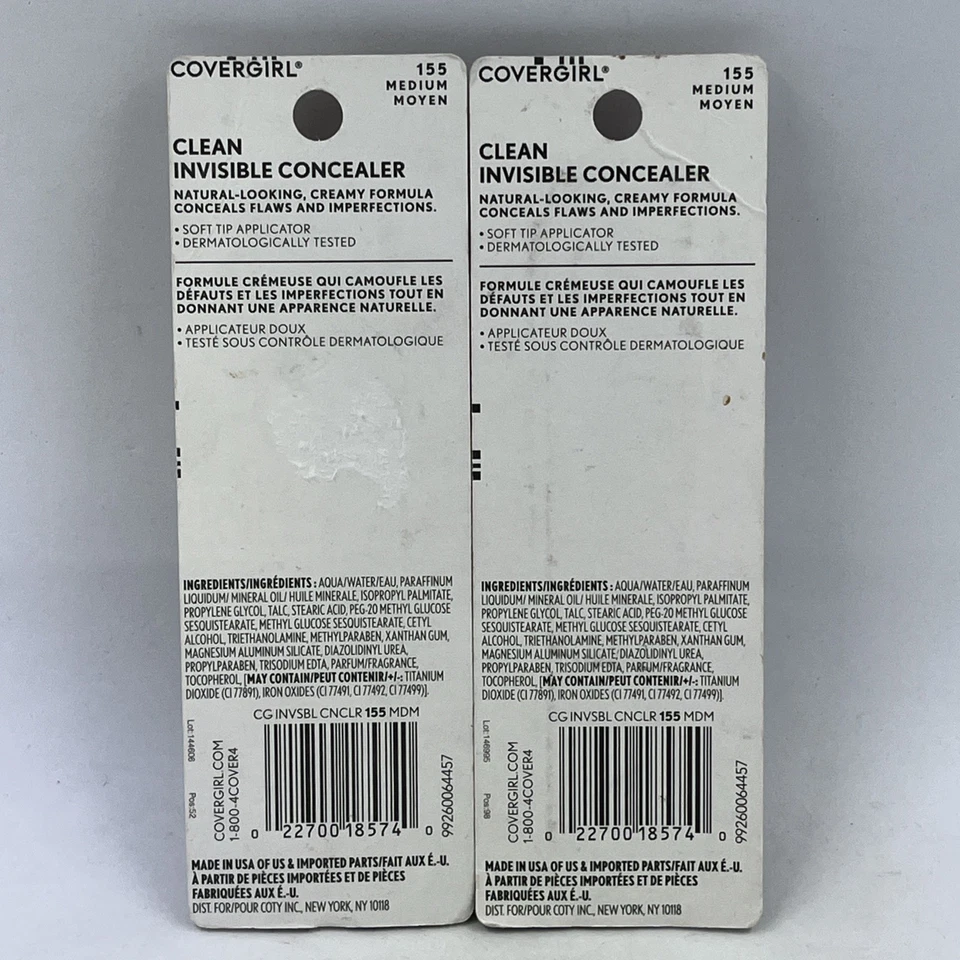 COVERGIRL®
155
MEDIUM
MOYEN
CLEAN
INVISIBLE CONCEALER
NATURAL-LOOKING, CREAMY FORMULA
CONCEALS FLAWS AND IMPERFECTIONS.
• SOFT TIP APPLICATOR
• DERMATOLOGICALLY TESTED
FORMULE CRÉMEUSE QUI CAMOUFLE LES
DÉFAUTS ET LES IMPERFECTIONS TOUT EN
DONNANT UNE APPARENCE NATURELLE.
• APPLICATEUR DOUX
• TESTÉ SOUS CONTRÔLE DERMATOLOGIQUE
INGREDIENTS/INGRÉDIENTS : AQUA/WATER/EAU, PARAFFINUM
LIQUIDUM/ MINERAL OIL/ HUILE MINERALE, ISOPROPYL PALMITATE,
PROPYLENE GLYCOL, TALC, STEARIC ACID, PEG-20 METHYL GLUCOSE
SESQUISTEARATE, METHYL GLUCOSE SESQUISTEARATE, CETYL
ALCOHOL, TRIETHANOLAMINE, METHYLPARABEN, XANTHAN GUM,
MAGNESIUM ALUMINUM SILICATE, DIAZOLIDINYL UREA,
PROPYLPARABEN, TRISODIUM EDTA, PARFUM/FRAGRANCE,
TOCOPHEROL, [MAY CONTAIN/PEUT CONTENIR/+/-: TITANIUM
DIOXIDE (CI 77891), IRON OXIDES (CI 77491, CI 77492, CI 77499)].
CG INVSBL CNCLR 155 MDM
Lot: 144608
Pos:52
COVERGIRL.COM
1-800-4COVER4
0 22700 18574 0
99260064457
MADE IN USA OF US & IMPORTED PARTS/FAIT AUX É.-U.
À PARTIR DE PIÈCES IMPORTÉES ET DE PIÈCES
FABRIQUÉES AUX É.-U.
DIST. FOR/POUR COTY INC., NEW YORK, NY 10118
COVERGIRL®
155
MEDIUM
MOYEN
CLEAN
INVISIBLE CONCEALER
NATURAL-LOOKING, CREAMY FORMULA
CONCEALS FLAWS AND IMPERFECTIONS.
• SOFT TIP APPLICATOR
• DERMATOLOGICALLY TESTED
FORMULE CRÉMEUSE QUI CAMOUFLE LES
DÉFAUTS ET LES IMPERFECTIONS TOUT EN
DONNANT UNE APPARENCE NATURELLE.
• APPLICATEUR DOUX
• TESTÉ SOUS CONTRÔLE DERMATOLOGIQUE
INGREDIENTS/INGRÉDIENTS : AQUA/WATER/EAU, PARAFFINUM
LIQUIDUM/ MINERAL OIL/ HUILE MINERALE, ISOPROPYL PALMITATE,
PROPYLENE GLYCOL, TALC, STEARIC ACID, PEG-20 METHYL GLUCOSE
SESQUISTEARATE, METHYL GLUCOSE SESQUISTEARATE, CETYL
ALCOHOL, TRIETHANOLAMINE, METHYLPARABEN, XANTHAN GUM,
MAGNESIUM ALUMINUM SILICATE, DIAZOLIDINYL UREA,
PROPYLPARABEN, TRISODIUM EDTA, PARFUM/FRAGRANCE,
TOCOPHEROL, [MAY CONTAIN/PEUT CONTENIR/+/-: TITANIUM
DIOXIDE (CI 77891), IRON OXIDES (CI 77491, CI 77492, CI 77499)].
CG INVSBL CNCLR 155 MDM
Lot: 146995
Pos:98
COVERGIRL.COM
1-800-4COVER4
0 22700 18574 0
99260064457
MADE IN USA OF US & IMPORTED PARTS/FAIT AUX É.-U.
À PARTIR DE PIÈCES IMPORTÉES ET DE PIÈCES
FABRIQUÉES AUX É.-U.
DIST. FOR/POUR COTY INC., NEW YORK, NY 10118